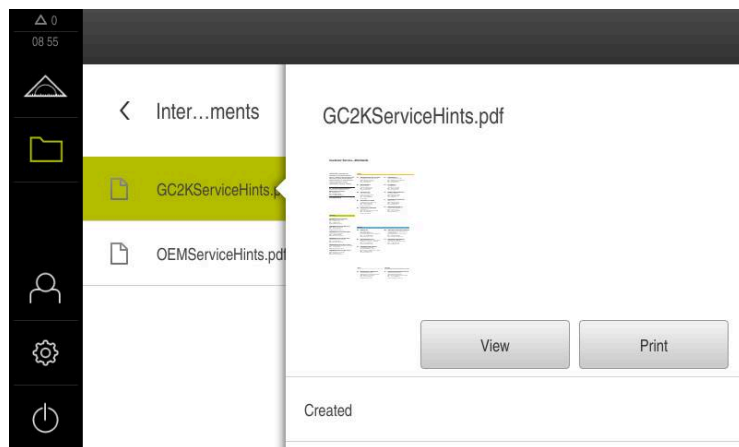 0
08 55
Inter…ments
GC2KServiceHints.p
OEMServiceHints.pdf
GC2KServiceHints.pdf
View
Print
Created